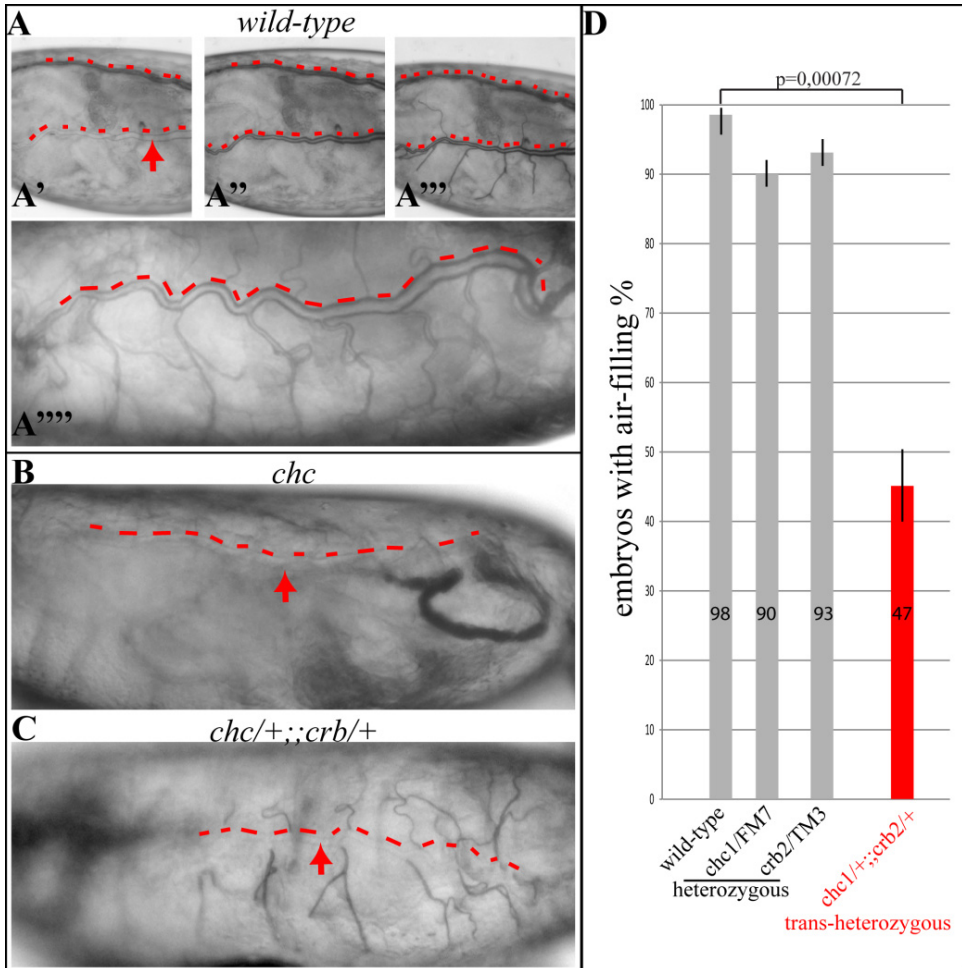 A
wild-type
A’
A’’
A’’’
A’’’’
B
chc
C
chc/+;;crb/+
D
p=0,00072
embryos with air-filling %
100
90
80
70
60
50
40
30
20
10
0
98
90
93
47
wild-type
chc1/FM7
crb2/TM3
chc1/+;;crb2/+
heterozygous
trans-heterozygous